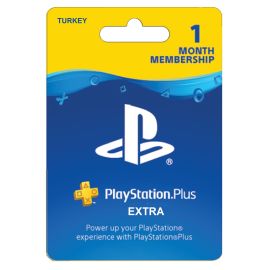 TURKEY
1
MONTH
MEMBERSHIP
PlayStation.Plus
EXTRA
Power up your PlayStation®
experience with PlayStation®Plus